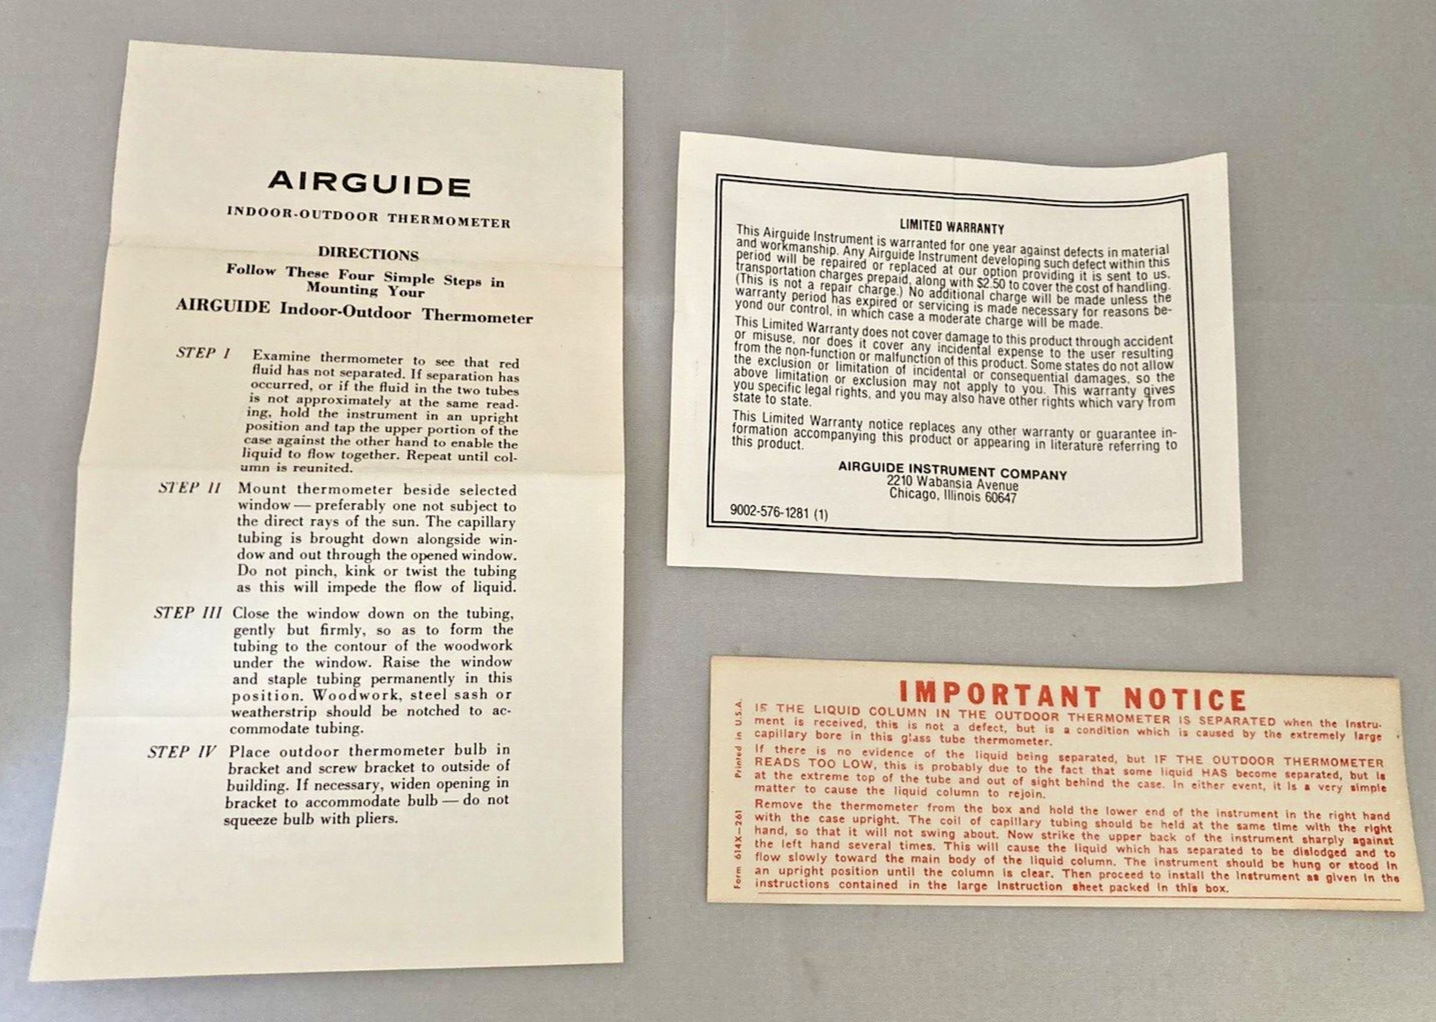 AIRGUIDE
INDOOR-OUTDOOR THERMOMETER
DIRECTIONS
Follow These Four Simple Steps in
Mounting Your
AIRGUIDE Indoor-Outdoor Thermometer
STEP I Examine thermometer to see that red
fluid has not separated. If separation has
occurred, or if the fluid in the two tubes
is not approximately at the same read-
ing, hold the instrument in an upright
position and tap the upper portion of the
case against the other hand to enable the
liquid to flow together. Repeat until col-
umn is reunited.
STEP II Mount thermometer beside selected
window — preferably one not subject to
the direct rays of the sun. The capillary
tubing is brought down alongside win-
dow and out through the opened window.
Do not pinch, kink or twist the tubing
as this will impede the flow of liquid.
STEP III Close the window down on the tubing,
gently but firmly, so as to form the
tubing to the contour of the woodwork
under the window. Raise the window
and staple tubing permanently in this
position. Woodwork, steel sash or
weatherstrip should be notched to ac-
commodate tubing.
STEP IV Place outdoor thermometer bulb in
bracket and screw bracket to outside of
building. If necessary, widen opening in
bracket to accommodate bulb — do not
squeeze bulb with pliers.
LIMITED WARRANTY
This Airguide Instrument is warranted for one year against defects in material
and workmanship. Any Airguide Instrument developing such defect within this
period will be repaired or replaced at our option providing it is sent to us.
transportation charges prepaid, along with $2.50 to cover the cost of handling.
(This is not a repair charge.) No additional charge will be made unless the
warranty period has expired or servicing is made necessary for reasons be-
yond our control, in which case a moderate charge will be made.
This Limited Warranty does not cover damage to this product through accident
or misuse, nor does it cover any incidental expense to the user resulting
from the non-function or malfunction of this product. Some states do not allow
the exclusion or limitation of incidental or consequential damages, so the
above limitation or exclusion may not apply to you. This warranty gives
you specific legal rights, and you may also have other rights which vary from
state to state.
This Limited Warranty notice replaces any other warranty or guarantee in-
formation accompanying this product or appearing in literature referring to
this product.
AIRGUIDE INSTRUMENT COMPANY
2210 Wabansia Avenue
Chicago, Illinois 60647
9002-576-1281 (1)
IMPORTANT NOTICE
IF THE LIQUID COLUMN IN THE OUTDOOR THERMOMETER IS SEPARATED when the Instru-
ment is received, this is not a defect, but is a condition which is caused by the extremely large
capillary bore in this glass tube thermometer.
If there is no evidence of the liquid being separated, but IF THE OUTDOOR THERMOMETER
READS TOO LOW, this is probably due to the fact that some liquid HAS become separated, but is
at the extreme top of the tube and out of sight behind the case. In either event, it is a very simple
matter to cause the liquid column to rejoin.
Remove the thermometer from the box and hold the lower end of the instrument in the right hand
with the case upright. The coil of capillary tubing should be held at the same time with the right
hand, so that it will not swing about. Now strike the upper back of the instrument sharply against
the left hand several times. This will cause the liquid which has separated to be dislodged and to
flow slowly toward the main body of the liquid column. The instrument should be hung or stood in
an upright position until the column is clear. Then proceed to install the Instrument as given in the
instructions contained in the large Instruction sheet packed in this box.
Form 614X—261
Printed in U.S.A.